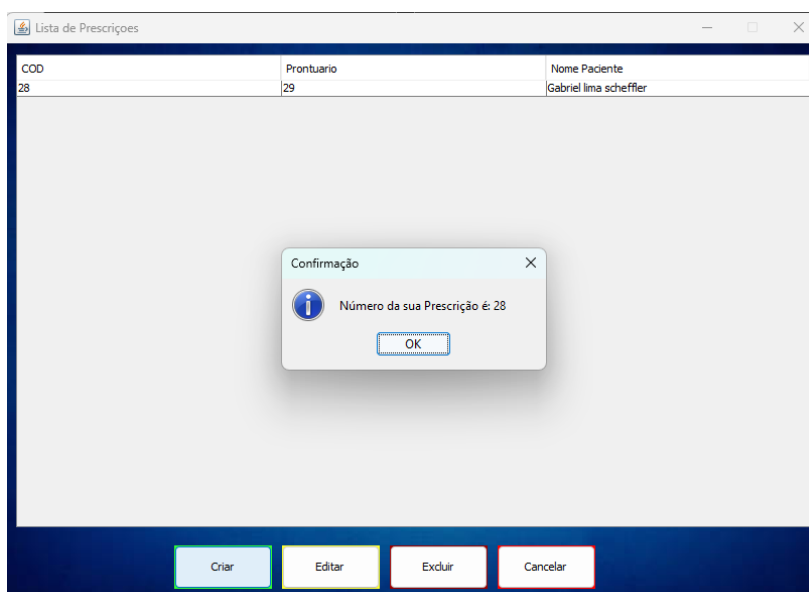 Lista de Prescriçoes
COD Prontuario Nome Paciente
28 29 Gabriel lima scheffler
Confirmação
Número da sua Prescrição é: 28
OK
Criar Editar Excluir Cancelar